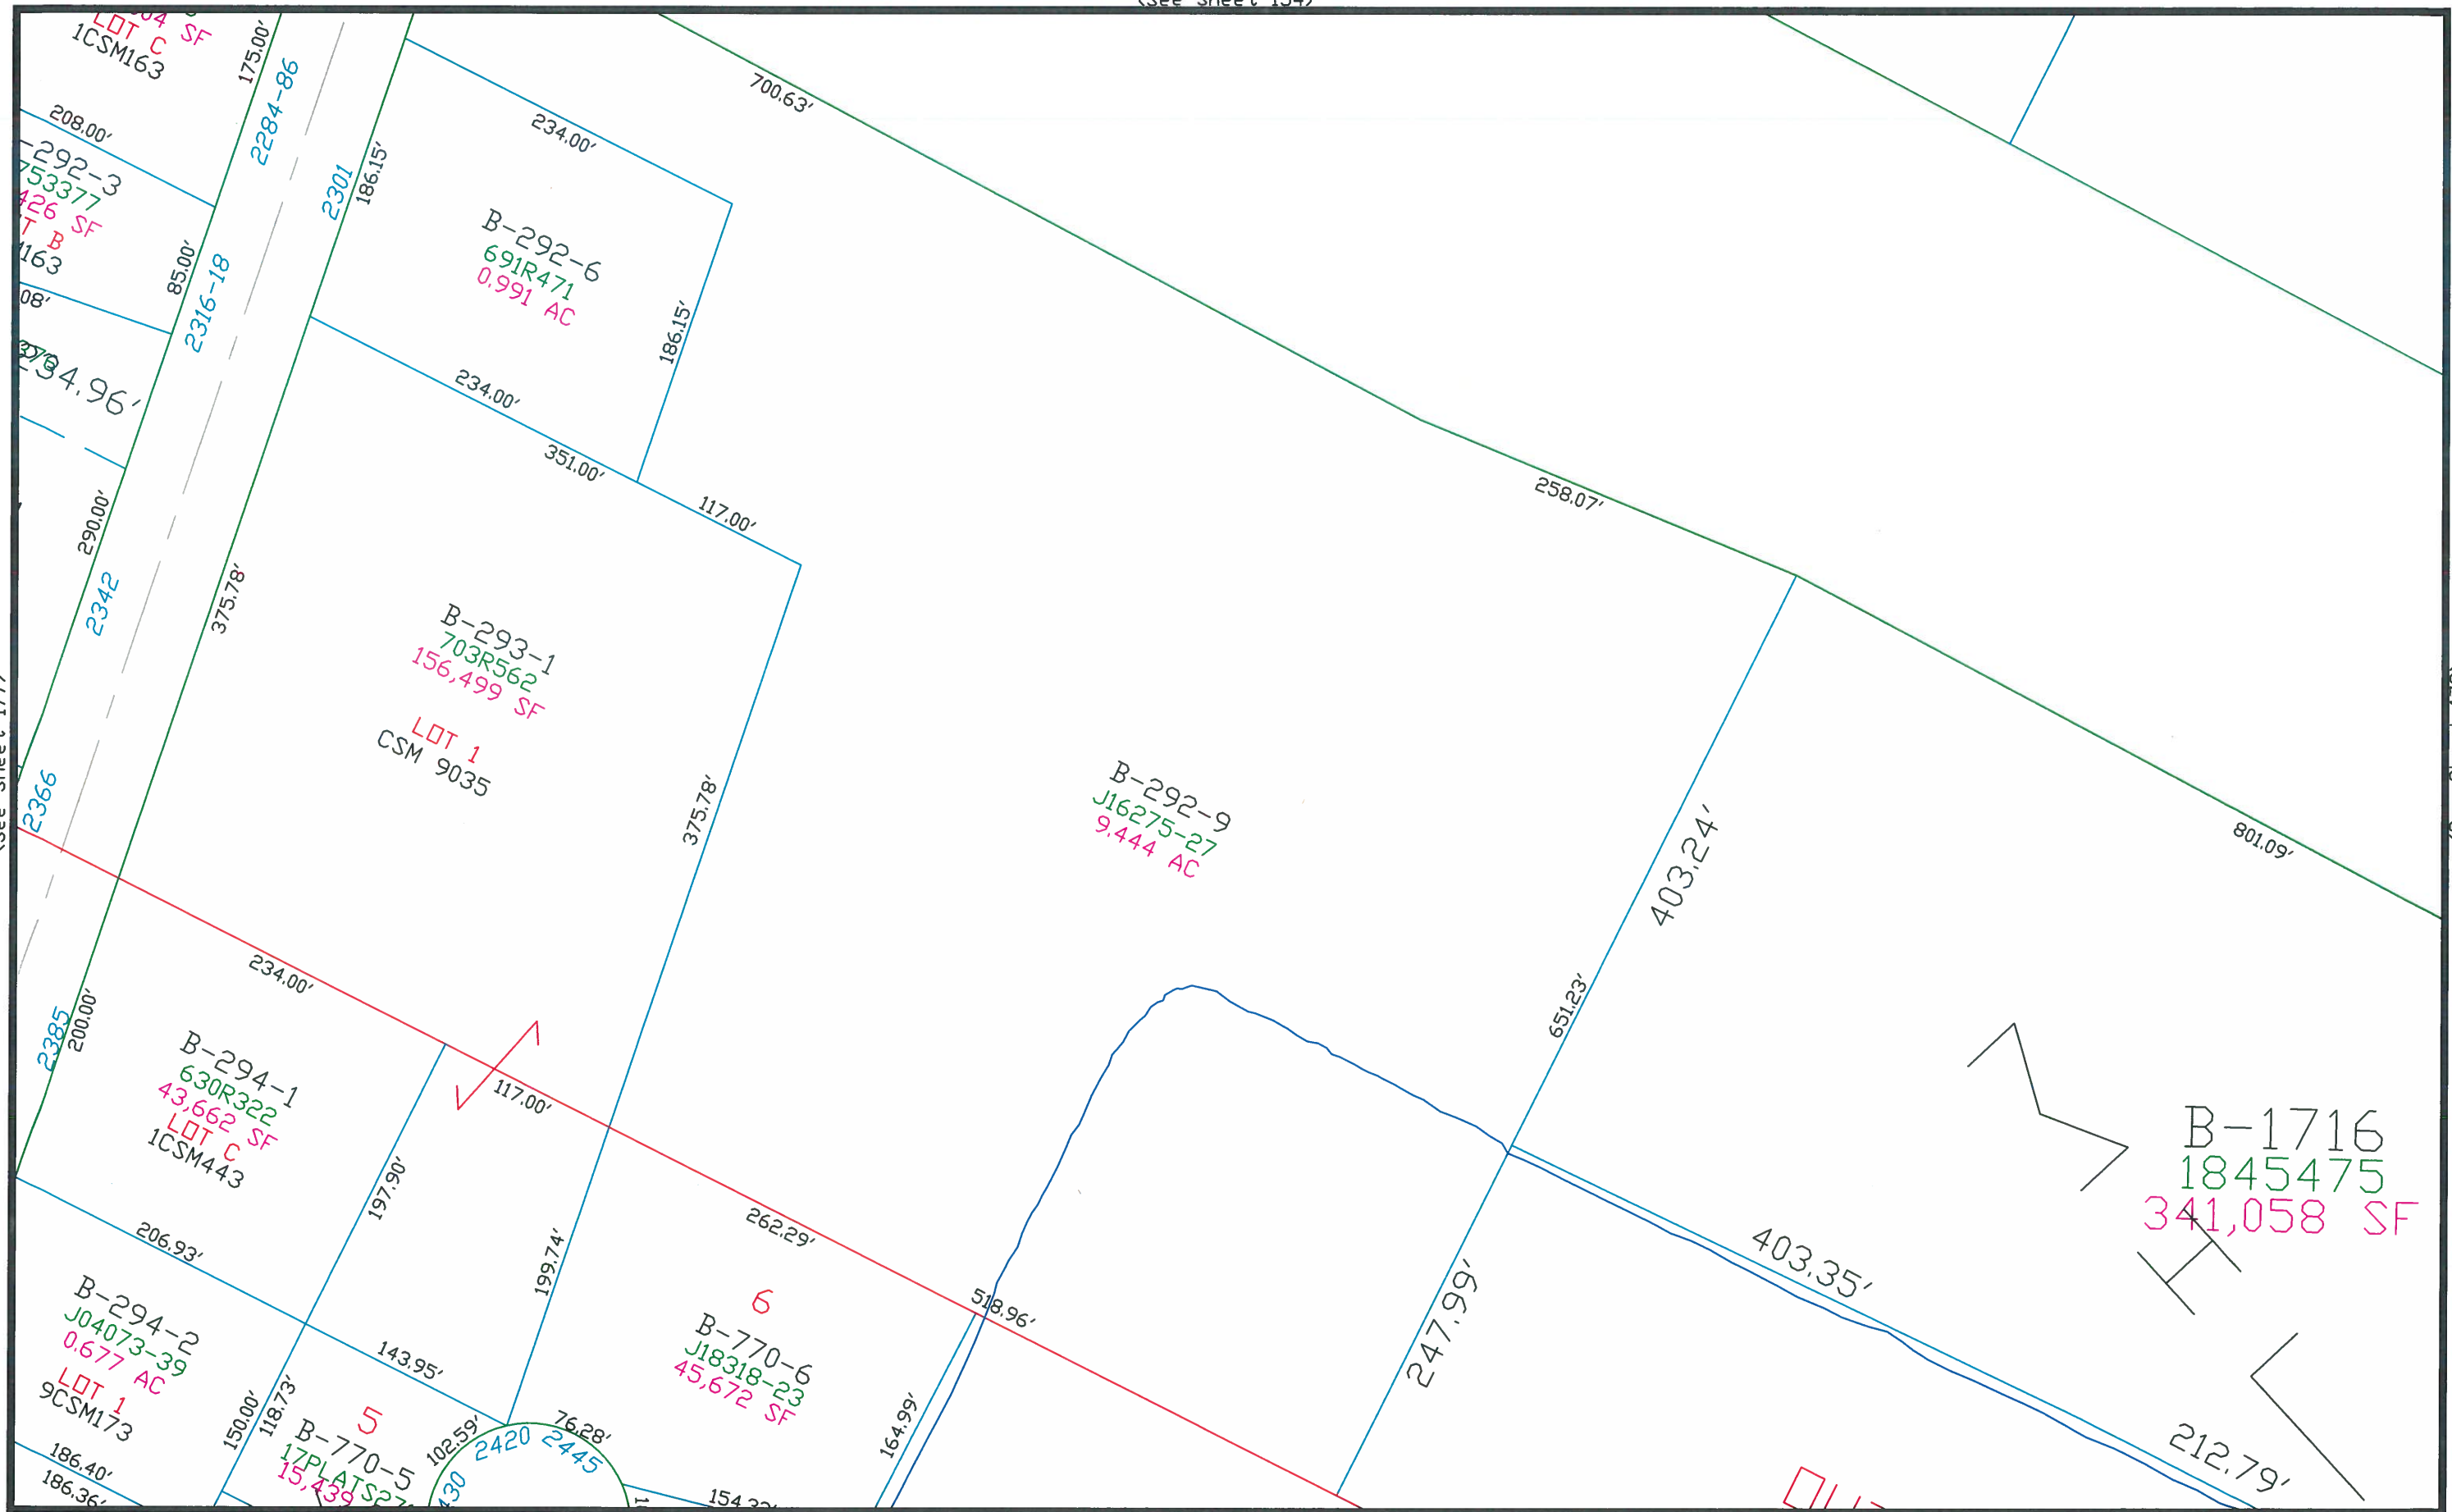 SF
LOT C
1CSM163
175.00'
2284-86
208.00'
-292-3
753377
426 SF
T B
163
85.00'
2316-18
08'
234.96'
290.00'
2342
2366
2301
186.15'
234.00'
B-292-6
691R471
0.991 AC
186.15'
234.00'
351.00'
117.00'
700.63'
258.07'
801.09'
375.78'
B-293-1
703R562
156,499 SF
LOT 1
CSM 9035
375.78'
B-292-9
J16275-27
9.444 AC
403.24'
651.23'
247.99'
234.00'
117.00'
2385
200.00'
B-294-1
630R322
43,662 SF
LOT C
1CSM443
197.90'
206.93'
199.74'
262.29'
518.96'
6
B-770-6
J18318-23
45,672 SF
164.99'
B-294-2
J04073-39
0.677 AC
LOT 1
9CSM173
143.95'
150.00'
118.73'
5
B-770-5
17PLATS27
15,439
102.59'
76.28'
2420
2445
430
186.40'
186.36'
B-1716
1845475
341,058 SF
403.35'
212.79'